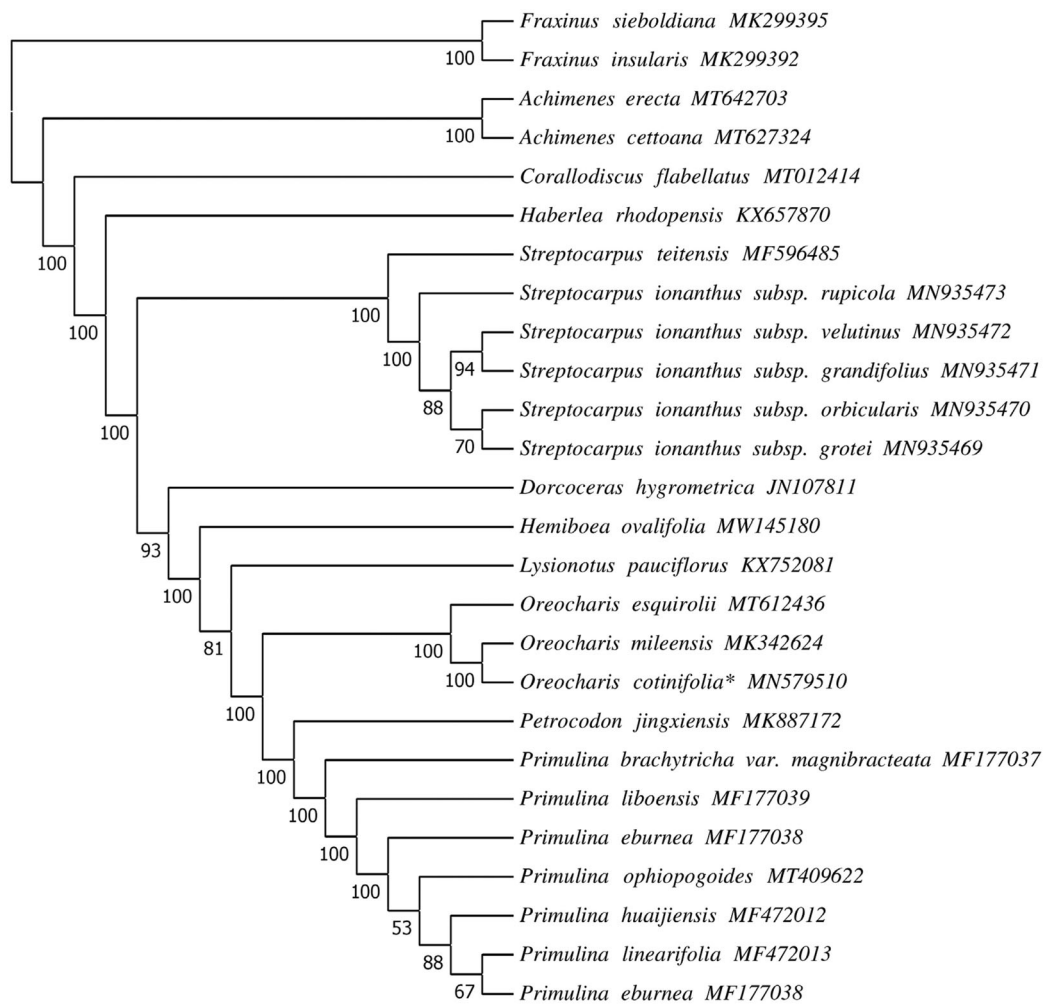 Fraxinus sieboldiana MK299395
100
Fraxinus insularis MK299392
Achimenes erecta MT642703
100
Achimenes cettoana MT627324
Corallodiscus flabellatus MT012414
Haberlea rhodopensis KX657870
100
Streptocarpus teitensis MF596485
Streptocarpus ionanthus subsp. rupicola MN935473
100
100
Streptocarpus ionanthus subsp. velutinus MN935472
100
94
Streptocarpus ionanthus subsp. grandifolius MN935471
88
Streptocarpus ionanthus subsp. orbicularis MN935470
100
70
Streptocarpus ionanthus subsp. grotei MN935469
Dorcoceras hygrometrica JN107811
Hemiboea ovalifolia MW145180
93
Lysionotus pauciflorus KX752081
100
Oreocharis esquirolii MT612436
81
100
Oreocharis mileensis MK342624
100
Oreocharis cotinifolia* MN579510
100
Petrocodon jingxiensis MK887172
100
Primulina brachytricha var. magnibracteata MF177037
100
Primulina liboensis MF177039
100
Primulina eburnea MF177038
100
Primulina ophiopogoides MT409622
53
Primulina huaijiensis MF472012
88
Primulina linearifolia MF472013
67
Primulina eburnea MF177038